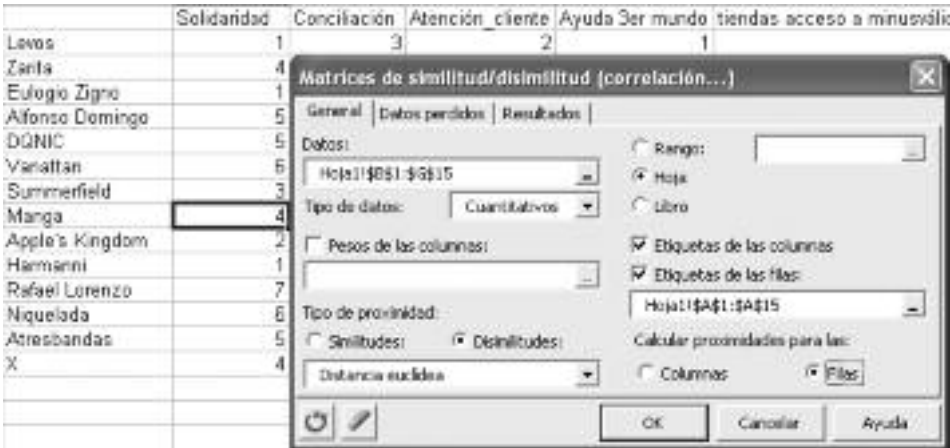 Solidaridad Conciliación Atención_cliente Ayuda 3er mundo tiendas acceso a minusváli
Levos 1 3 2 1
Zarita 4
Eulogio Zigno 1
Alfonso Domingo 5
DQNIC 5
Vanattan 6
Summerfield 3
Manga 4
Apple's Kingdom 2
Harmanni 1
Rafael Lorenzo 7
Niquelada 6
Atresbandas 5
X 4
Matrices de similitud/disimilitud (correlación...)
General Datos perdidos Resultados
Datos:
Hoja1!$B$1:$G$15
Tipo de datos: Cuantitativos
Pesos de las columnas:
Tipo de proximidad:
Similitudes: Disimilitudes:
Distancia euclidea
Rango:
Hoja
Libro
Etiquetas de las columnas
Etiquetas de las filas:
Hoja1!$A$1:$A$15
Calcular proximidades para las:
Columnas Filas
OK Cancelar Ayuda